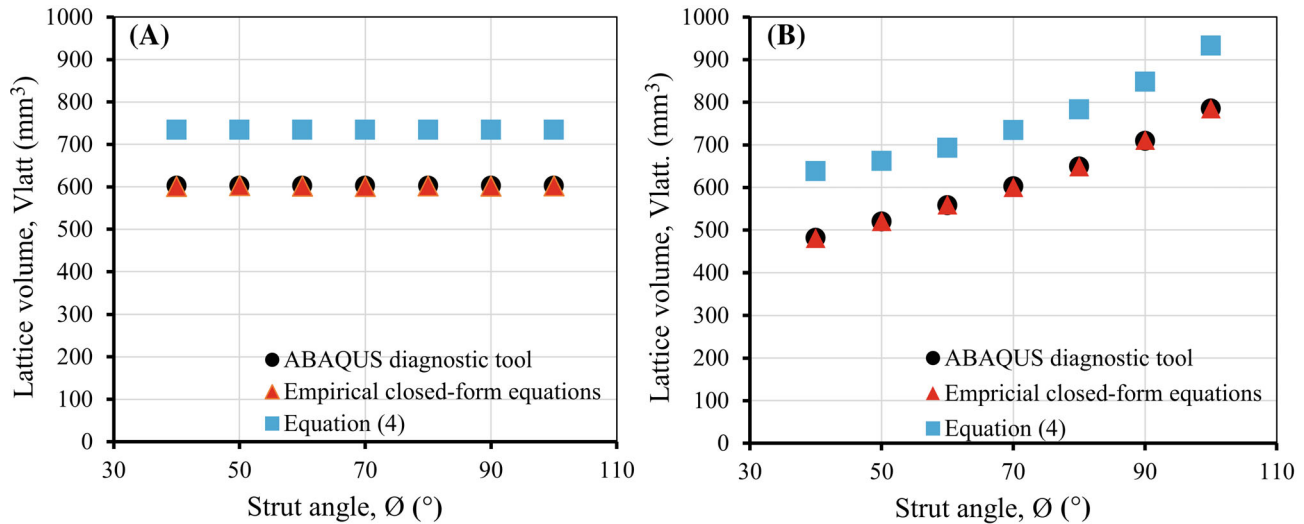 (A)
Lattice volume, Vlatt (mm³)
1000
900
800
700
600
500
400
300
200
100
0
ABAQUS diagnostic tool
Empirical closed-form equations
Equation (4)
30
50
70
90
110
Strut angle, Ø (°)
(B)
Lattice volume, Vlatt. (mm³)
1000
900
800
700
600
500
400
300
200
100
0
ABAQUS diagnostic tool
Empricial closed-form equations
Equation (4)
30
50
70
90
110
Strut angle, Ø (°)